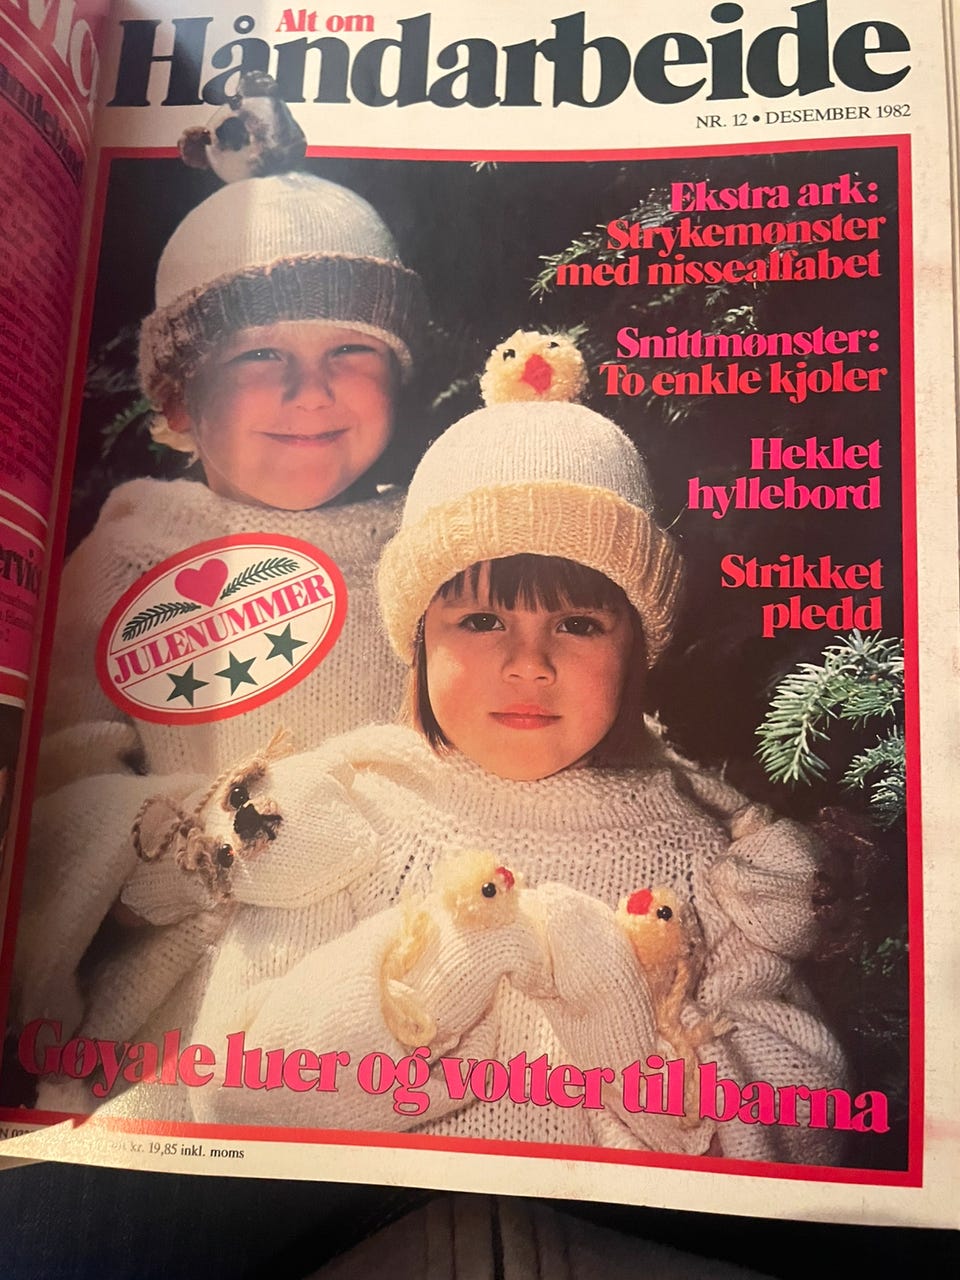 Alt om
Håndarbeide
NR. 12 • DESEMBER 1982
Ekstra ark:
Strykemønster
med nissealfabet
Snittmønster:
To enkle kjoler
Heklet
hyllebord
Strikket
pledd
JULENUMMER
Gøyale luer og votter til barna
kr. 19,85 inkl. moms